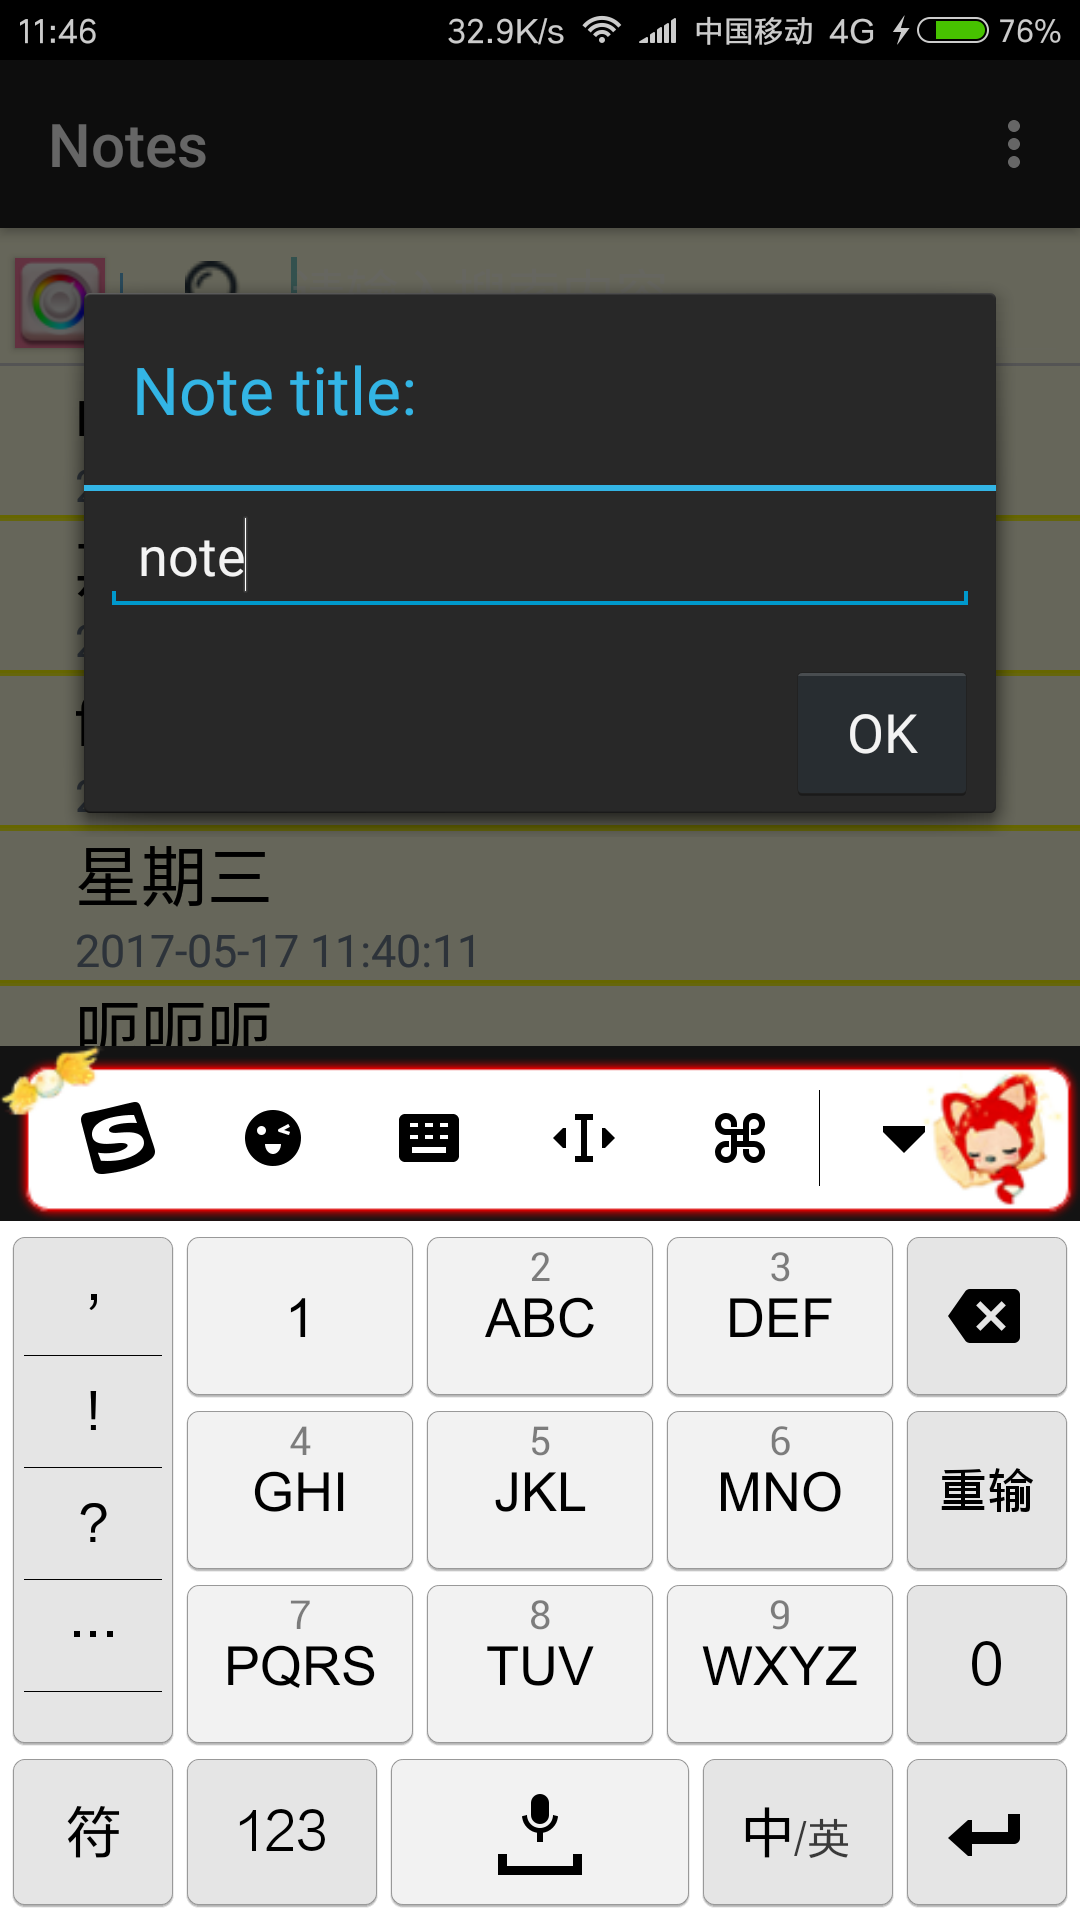 11:46 32.9K/s 中国移动 4G 76%
Notes
Note title:
note
OK
星期三
2017-05-17 11:40:11
呃呃呃
, 1 2 ABC 3 DEF
! 4 GHI 5 JKL 6 MNO 重输
? 7 PQRS 8 TUV 9 WXYZ 0
...
符 123 中/英